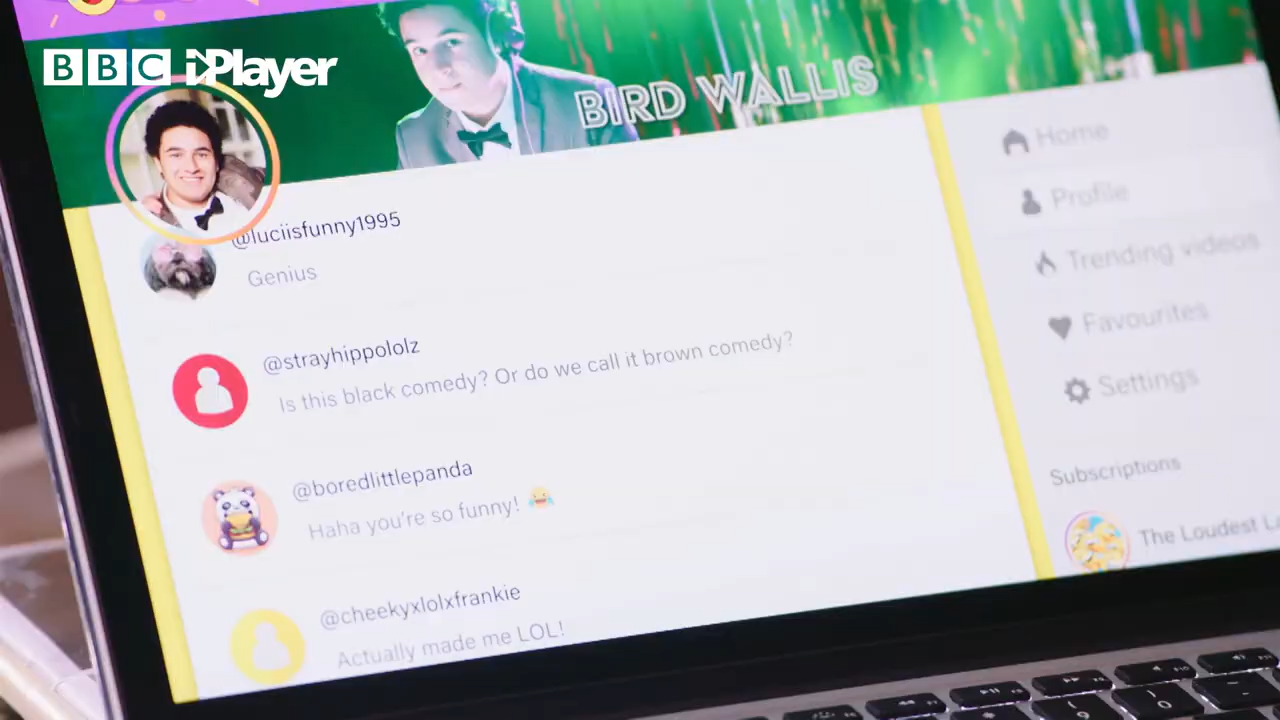 BBC iPlayer
BIRD WALLIS
@luciisfunny1995
Genius
@strayhippololz
Is this black comedy? Or do we call it brown comedy?
@boredlittlepanda
Haha you're so funny! 😂
@cheekyxlolxfrankie
Actually made me LOL!
Home
Profile
Trending videos
Favourites
Settings
Subscriptions
The Loudest